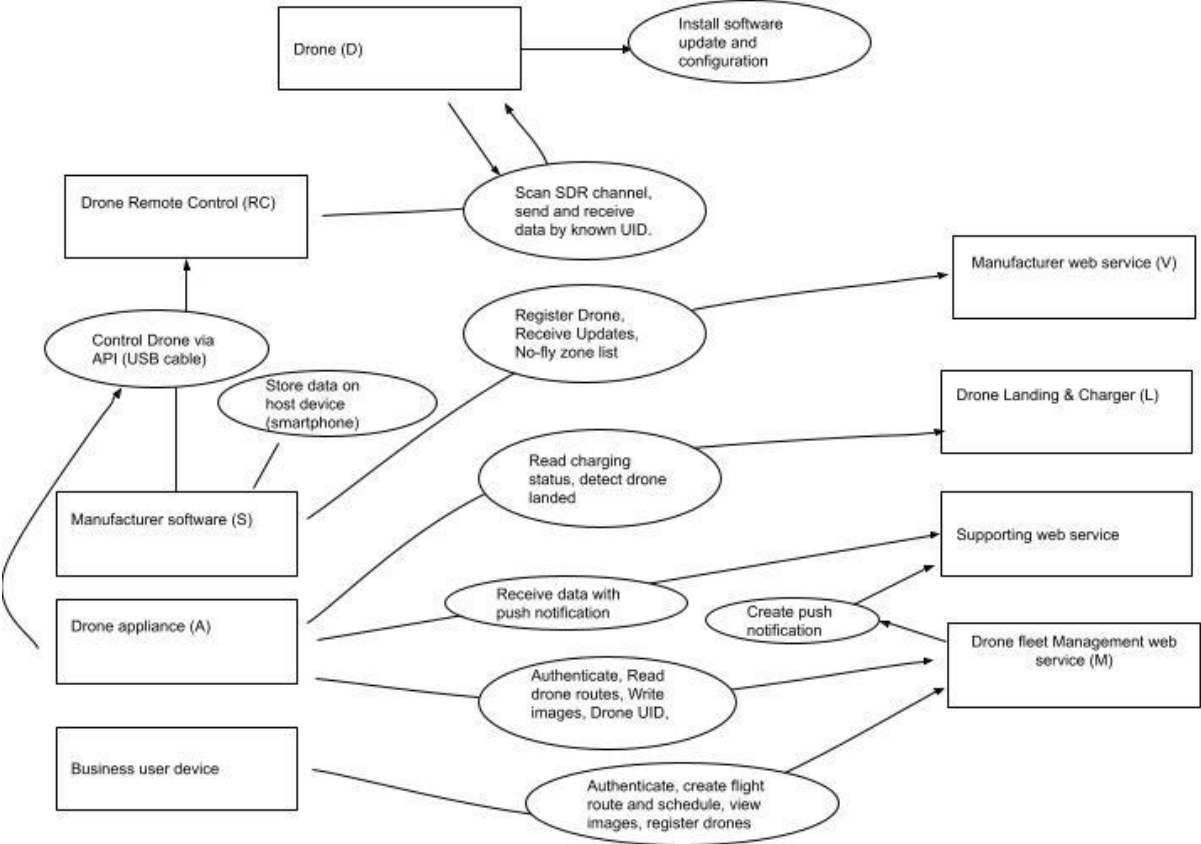 Drone (D)
Install software
update and
configuration
Drone Remote Control (RC)
Scan SDR channel,
send and receive
data by known UID.
Manufacturer web service (V)
Control Drone via
API (USB cable)
Register Drone,
Receive Updates,
No-fly zone list
Store data on
host device
(smartphone)
Drone Landing & Charger (L)
Read charging
status, detect drone
landed
Manufacturer software (S)
Supporting web service
Receive data with
push notification
Create push
notification
Drone appliance (A)
Drone fleet Management web
service (M)
Authenticate, Read
drone routes, Write
images, Drone UID,
Business user device
Authenticate, create flight
route and schedule, view
images, register drones